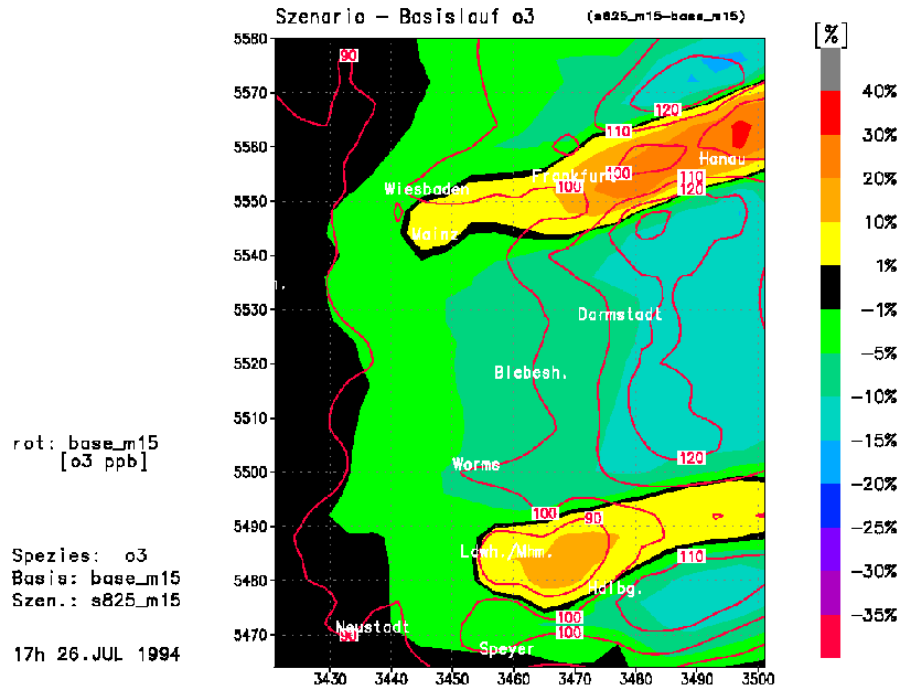 Szenario – Basislauf o3 (s825_m15–base_m15)
[%]
5580
5570
5560
5550
5540
5530
5520
5510
5500
5490
5480
5470
3430
3440
3450
3460
3470
3480
3490
3500
40%
30%
20%
10%
1%
-1%
-5%
-10%
-15%
-20%
-25%
-30%
-35%
90
120
110
Hanau
Frankfurt
100
100
110
120
Wiesbaden
Mainz
n.
Darmstadt
Biebesh.
120
Worms
100
90
Lowh./Mhm.
110
idlbg.
100
100
Neustadt
90
Speyer
rot: base_m15
[o3 ppb]
Spezies: o3
Basis: base_m15
Szen.: s825_m15
17h 26.JUL 1994